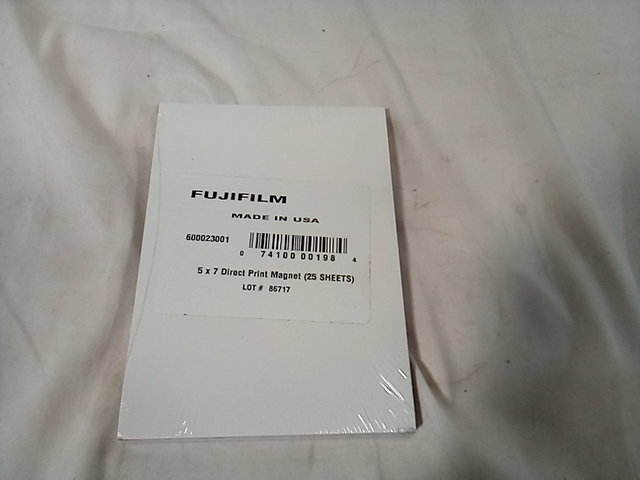 FUJIFILM
MADE IN USA
600023001
0 74100 00198 4
5 x 7 Direct Print Magnet (25 SHEETS)
LOT # 86717